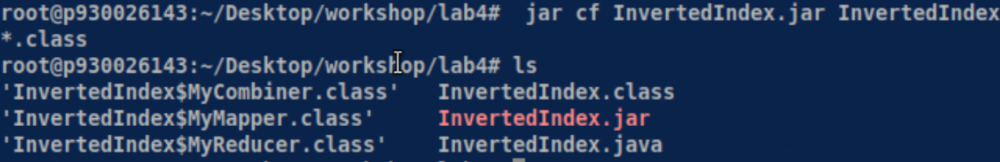 root@p930026143:~/Desktop/workshop/lab4#  jar cf InvertedIndex.jar InvertedIndex
*.class
root@p930026143:~/Desktop/workshop/lab4# ls
'InvertedIndex$MyCombiner.class'   InvertedIndex.class
'InvertedIndex$MyMapper.class'     InvertedIndex.jar
'InvertedIndex$MyReducer.class'    InvertedIndex.java